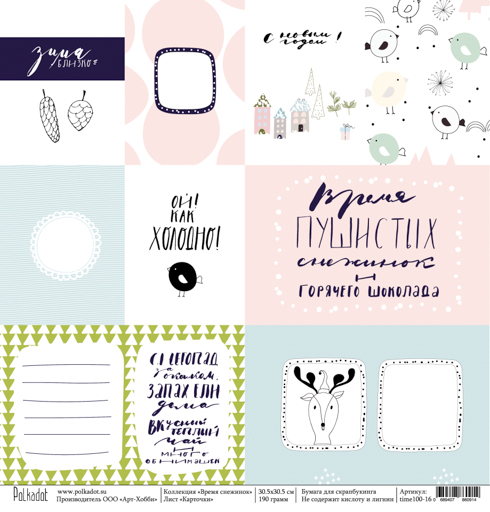 зима
близко
С новым
годом!
ОЙ!
КАК
ХОЛОДНО!
Время
ПУШИСТЫХ
снежинок
И
ГОРЯЧЕГО ШОКОЛАДА
СНЕГОПАД
за окном,
ЗАПАХ ЕЛИ
дома
ВКУСНЫЙ
ТЕПЛЫЙ
чай
И
МНОГО
ОБНИМАШЕК
Polkadot
www.polkadot.su
Производитель ООО «Арт-Хобби»
Коллекция «Время снежинок»
Лист «Карточки»
30.5х30.5 см
190 грамм
Бумага для скрапбукинга
Не содержит кислоту и лигнин
Артикул:
time100-16